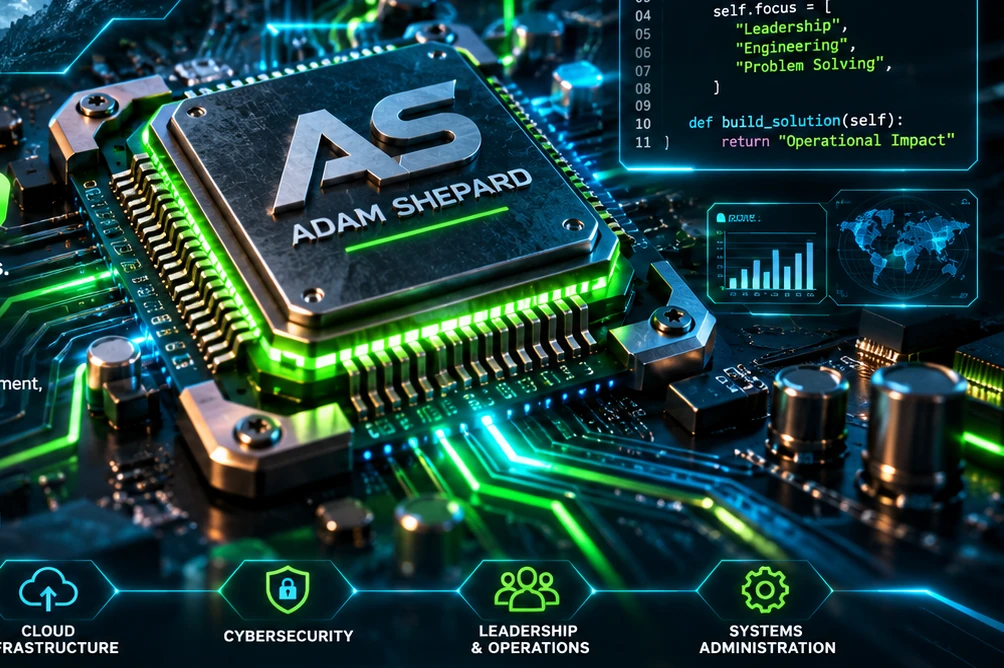 04 self.focus = [
05 "Leadership",
06 "Engineering",
07 "Problem Solving",
08 ]
09
10 def build_solution(self):
11 ] return "Operational Impact"
AS
ADAM SHEPARD
s.
ment,
CLOUD
FRASTRUCTURE
CYBERSECURITY
LEADERSHIP
& OPERATIONS
SYSTEMS
ADMINISTRATION